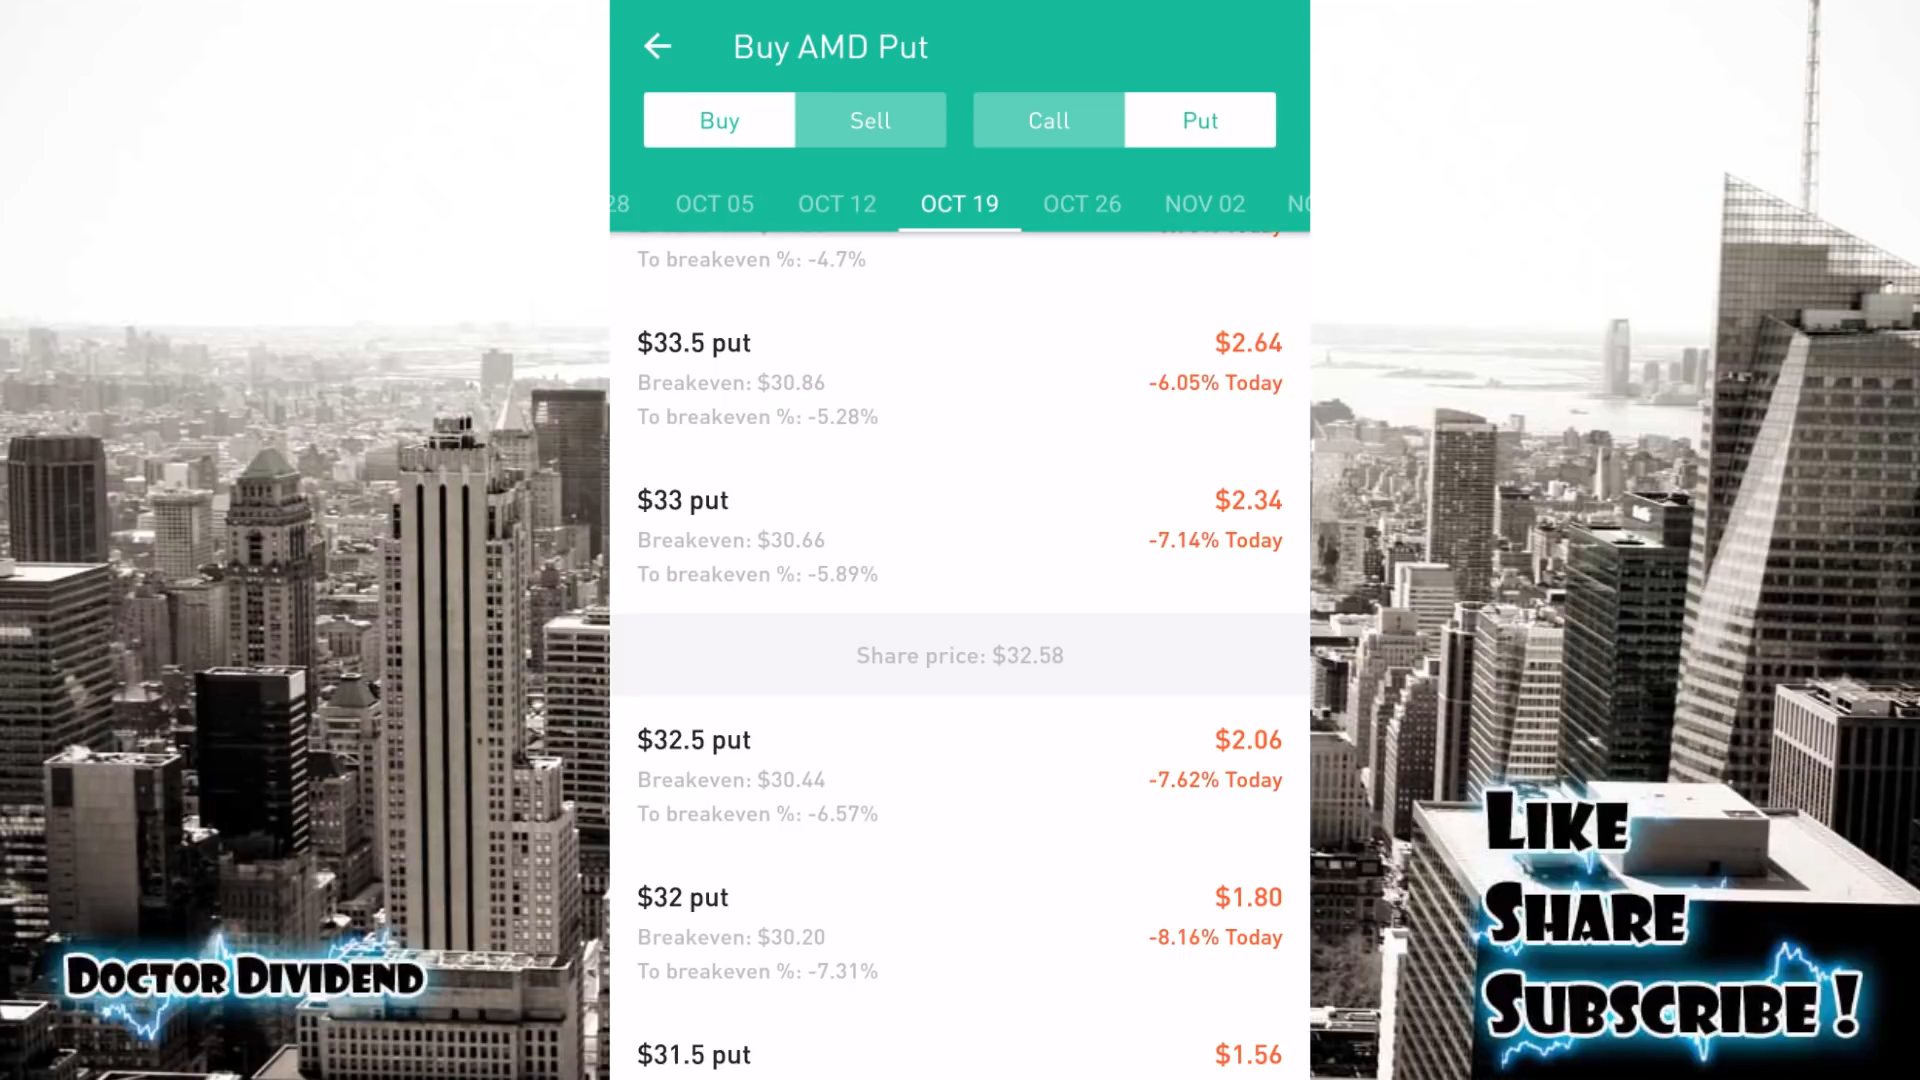 Buy AMD Put
Buy Sell Call Put
28 OCT 05 OCT 12 OCT 19 OCT 26 NOV 02
To breakeven %: -4.7%
$33.5 put $2.64
Breakeven: $30.86 -6.05% Today
To breakeven %: -5.28%
$33 put $2.34
Breakeven: $30.66 -7.14% Today
To breakeven %: -5.89%
Share price: $32.58
$32.5 put $2.06
Breakeven: $30.44 -7.62% Today
To breakeven %: -6.57%
$32 put $1.80
Breakeven: $30.20 -8.16% Today
To breakeven %: -7.31%
$31.5 put $1.56
DOCTOR DIVIDEND
LIKE
SHARE
SUBSCRIBE !